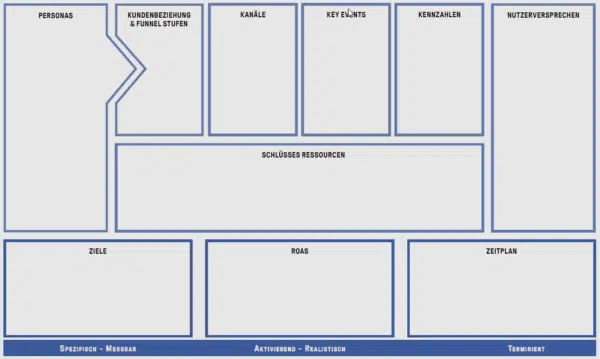 PERSONAS
KUNDENBEZIEHUNG
& FUNNEL STUFEN
KANÄLE
KEY EVENTS
KENNZAHLEN
NUTZERVERSPRECHEN
SCHLÜSSES RESSOURCEN
ZIELE
ROAS
ZEITPLAN
SPEZIFISCH – MESSBAR
AKTIVIEREND – REALISTISCH
TERMINIERT